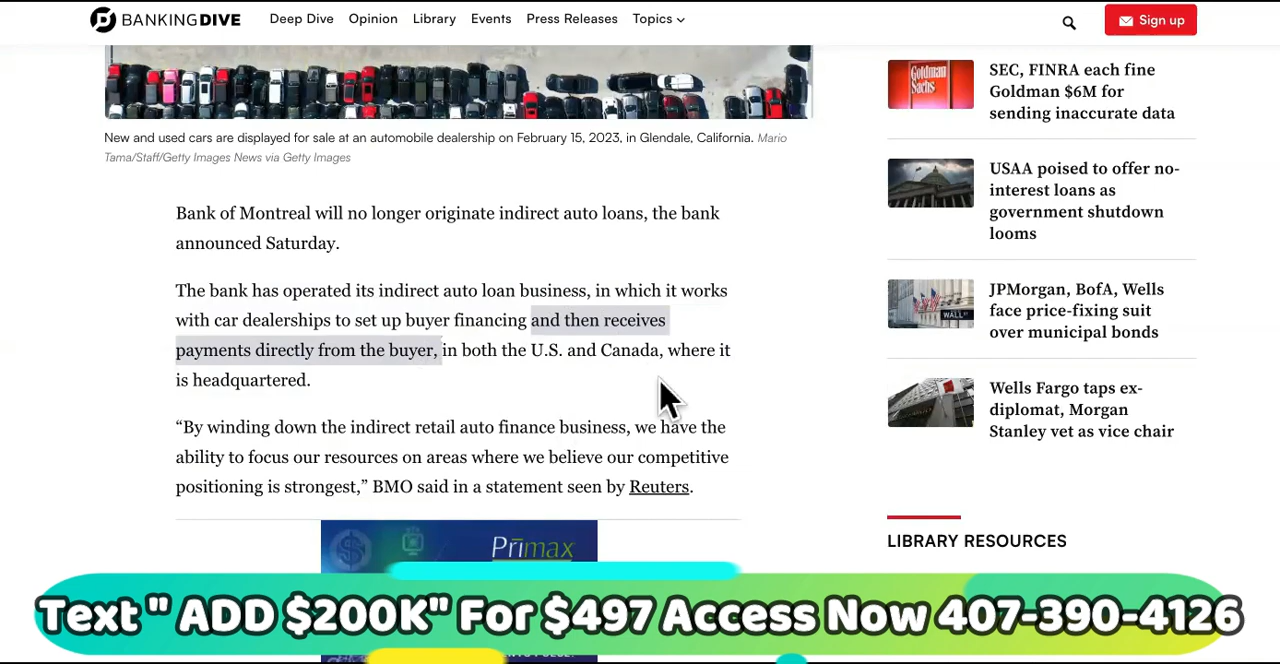 BANKINGDIVE Deep Dive Opinion Library Events Press Releases Topics Sign up
New and used cars are displayed for sale at an automobile dealership on February 15, 2023, in Glendale, California. Mario
Tama/Staff/Getty Images News via Getty Images
Bank of Montreal will no longer originate indirect auto loans, the bank
announced Saturday.
The bank has operated its indirect auto loan business, in which it works
with car dealerships to set up buyer financing and then receives
payments directly from the buyer, in both the U.S. and Canada, where it
is headquartered.
“By winding down the indirect retail auto finance business, we have the
ability to focus our resources on areas where we believe our competitive
positioning is strongest,” BMO said in a statement seen by Reuters.
Primax
Goldman
Sachs
SEC, FINRA each fine
Goldman $6M for
sending inaccurate data
USAA poised to offer no-
interest loans as
government shutdown
looms
WALL
JPMorgan, BofA, Wells
face price-fixing suit
over municipal bonds
Wells Fargo taps ex-
diplomat, Morgan
Stanley vet as vice chair
LIBRARY RESOURCES
Text " ADD $200K" For $497 Access Now 407-390-4126